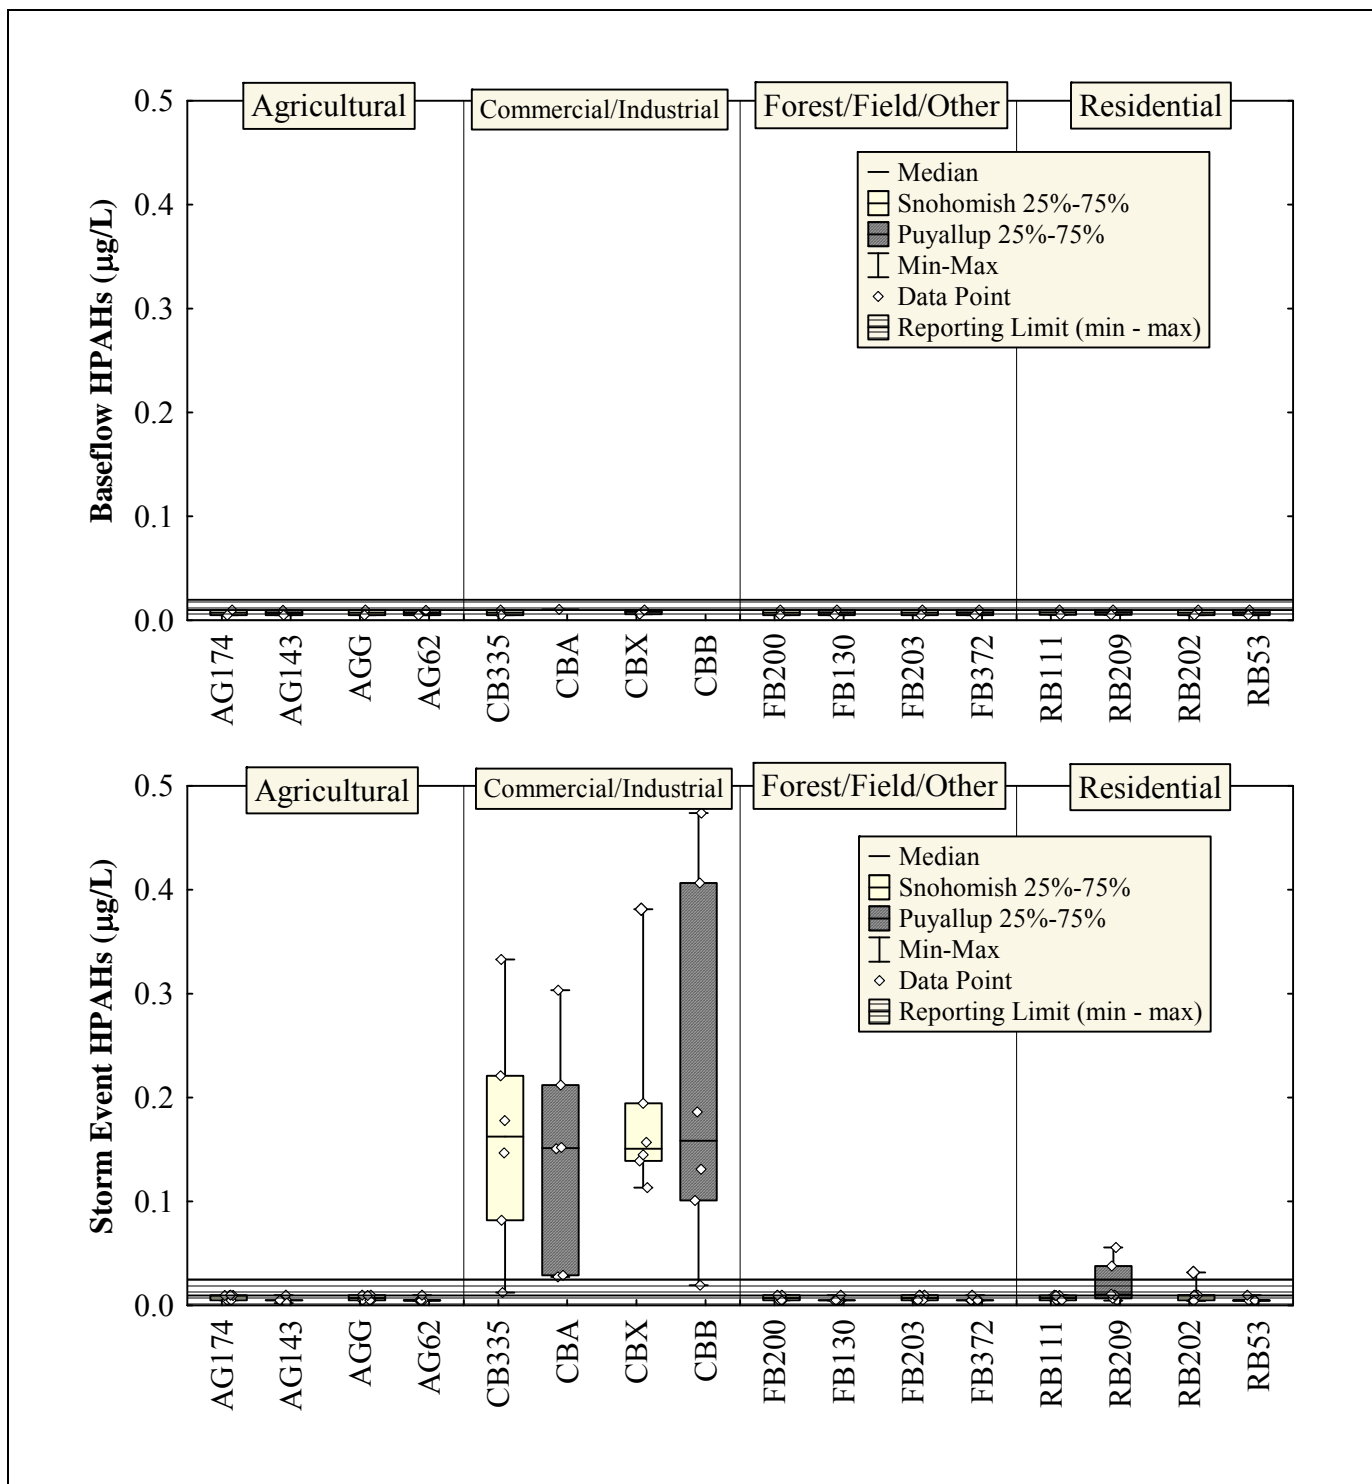 Agricultural
Commercial/Industrial
Forest/Field/Other
Residential
Baseflow HPAHs (µg/L)
0.5
0.4
0.3
0.2
0.1
0.0
Median
Snohomish 25%-75%
Puyallup 25%-75%
Min-Max
Data Point
Reporting Limit (min - max)
AG174
AG143
AGG
AG62
CB335
CBA
CBX
CBB
FB200
FB130
FB203
FB372
RB111
RB209
RB202
RB53
Agricultural
Commercial/Industrial
Forest/Field/Other
Residential
Storm Event HPAHs (µg/L)
0.5
0.4
0.3
0.2
0.1
0.0
Median
Snohomish 25%-75%
Puyallup 25%-75%
Min-Max
Data Point
Reporting Limit (min - max)
AG174
AG143
AGG
AG62
CB335
CBA
CBX
CBB
FB200
FB130
FB203
FB372
RB111
RB209
RB202
RB53